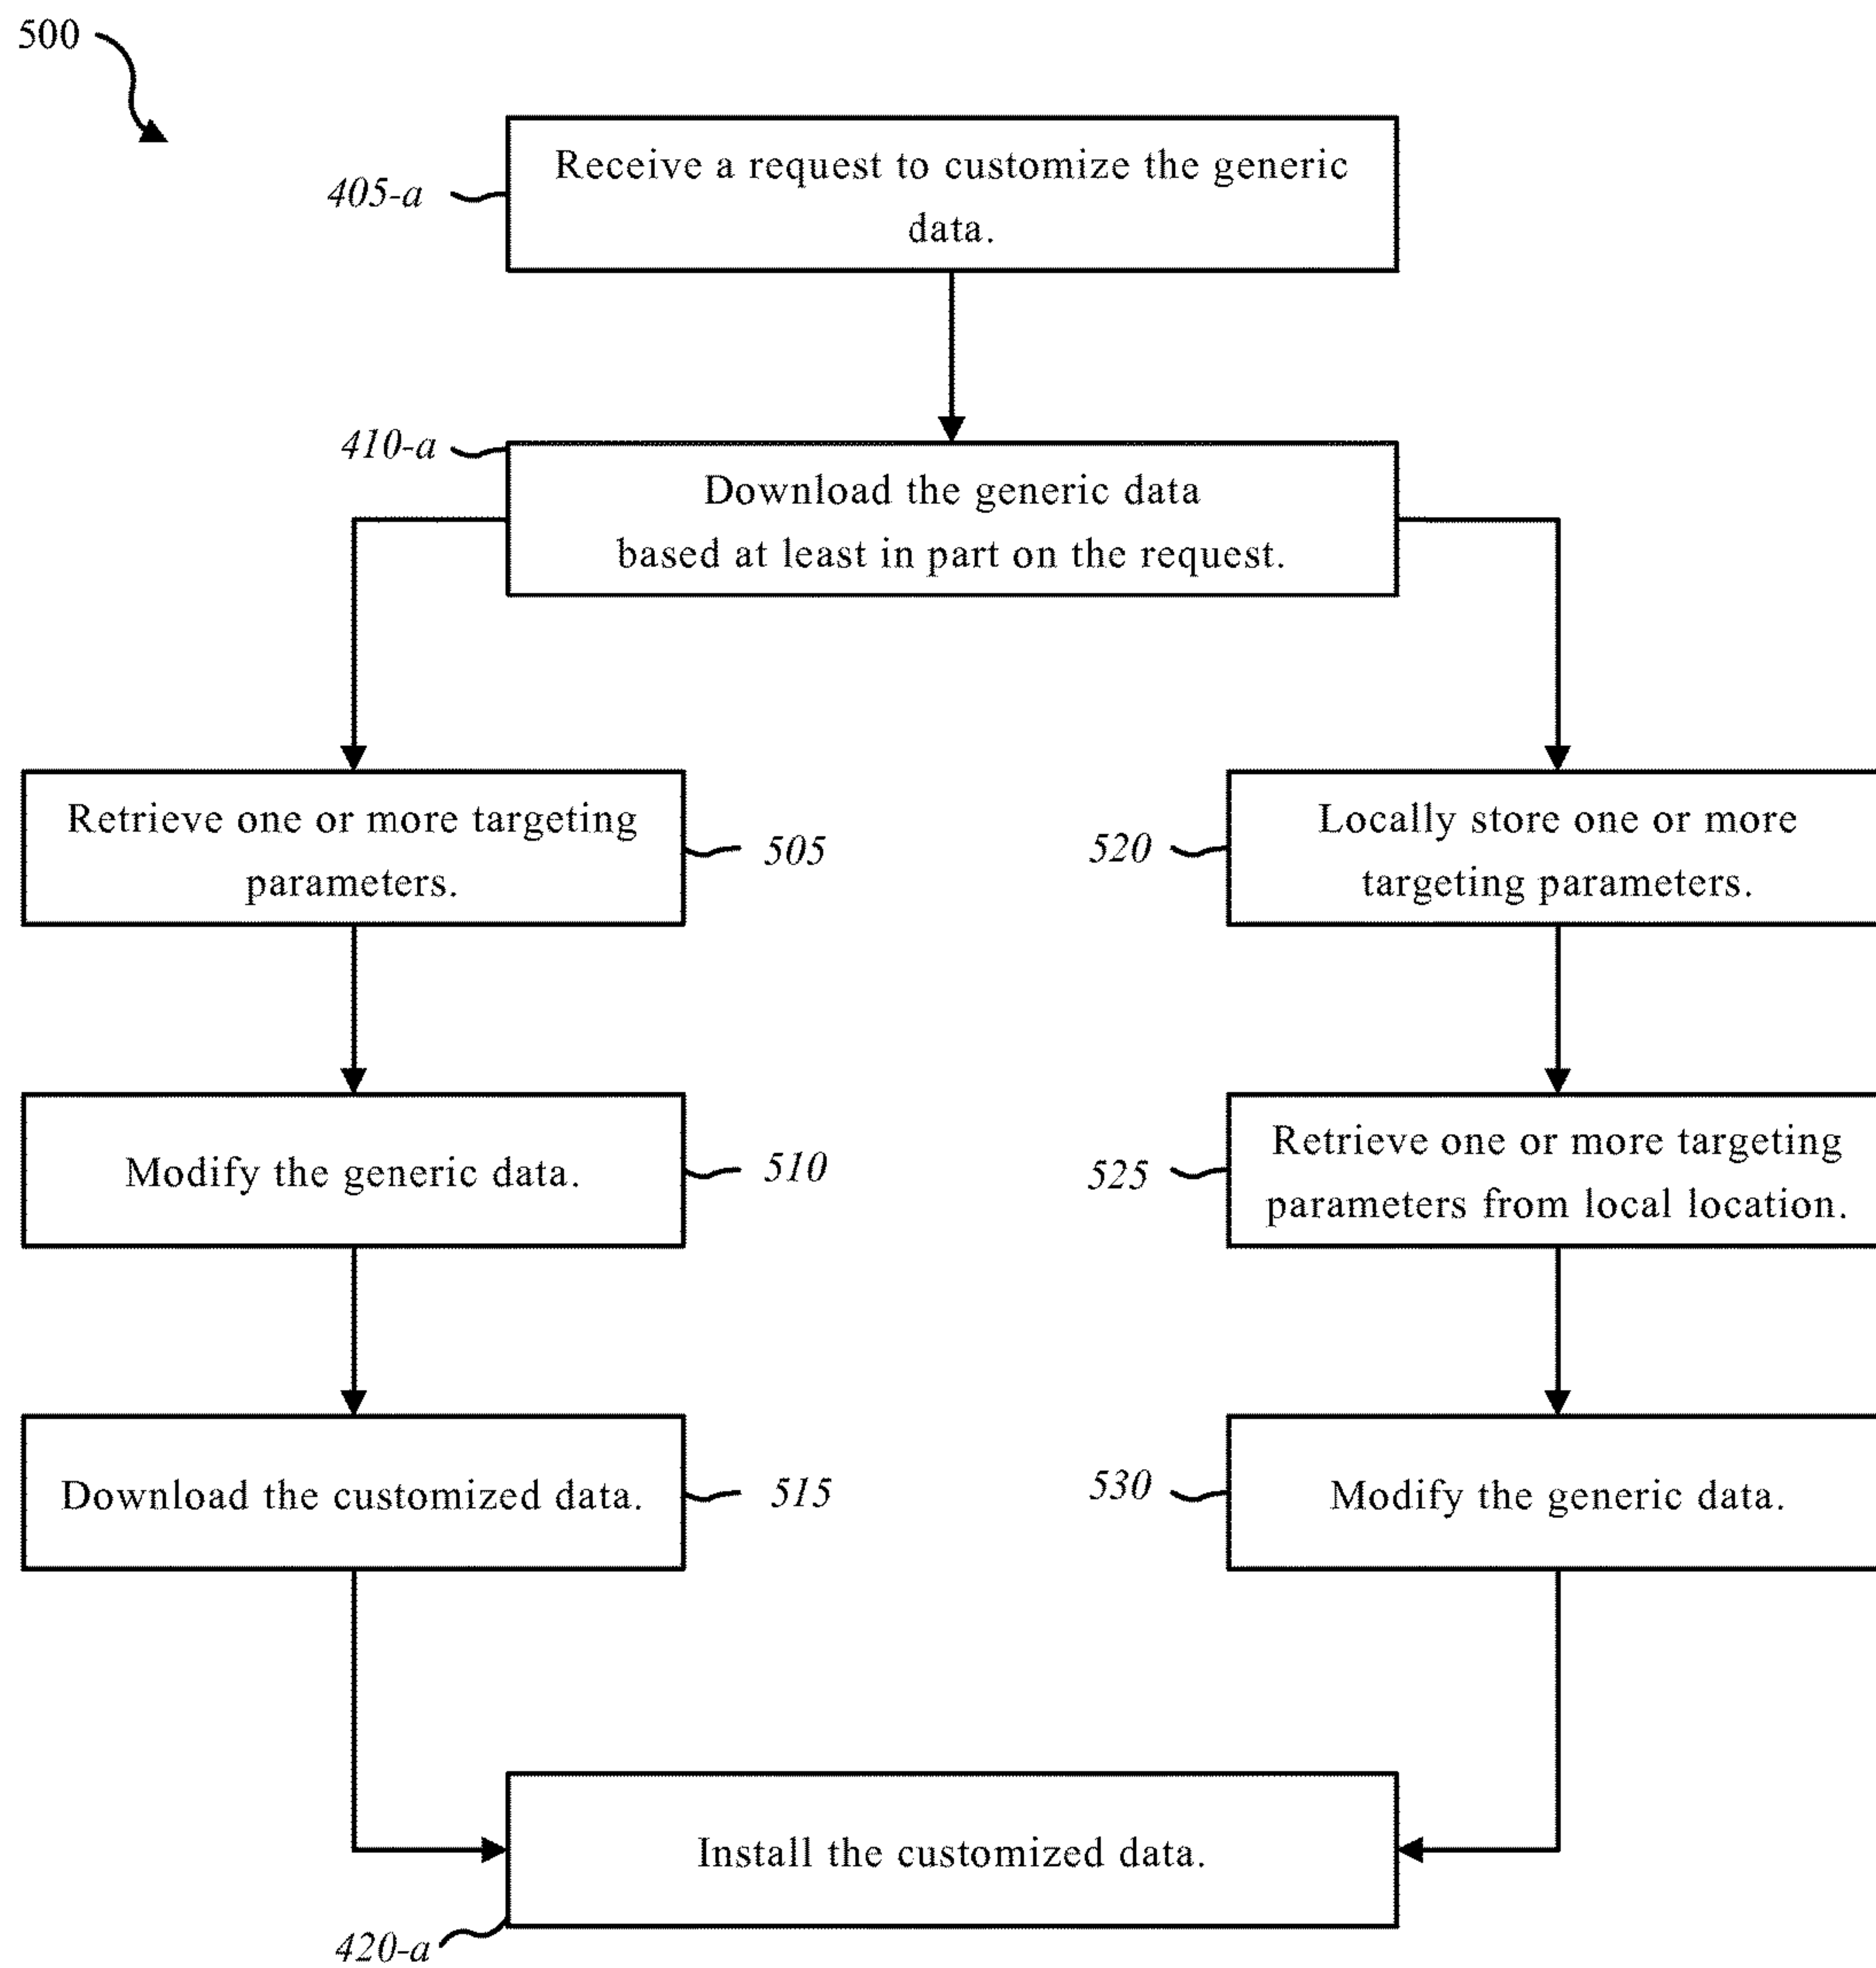 500
405-a
Receive a request to customize the generic
data.
410-a
Download the generic data
based at least in part on the request.
Retrieve one or more targeting
parameters.
505
520
Locally store one or more
targeting parameters.
Modify the generic data.
510
525
Retrieve one or more targeting
parameters from local location.
Download the customized data.
515
530
Modify the generic data.
Install the customized data.
420-a